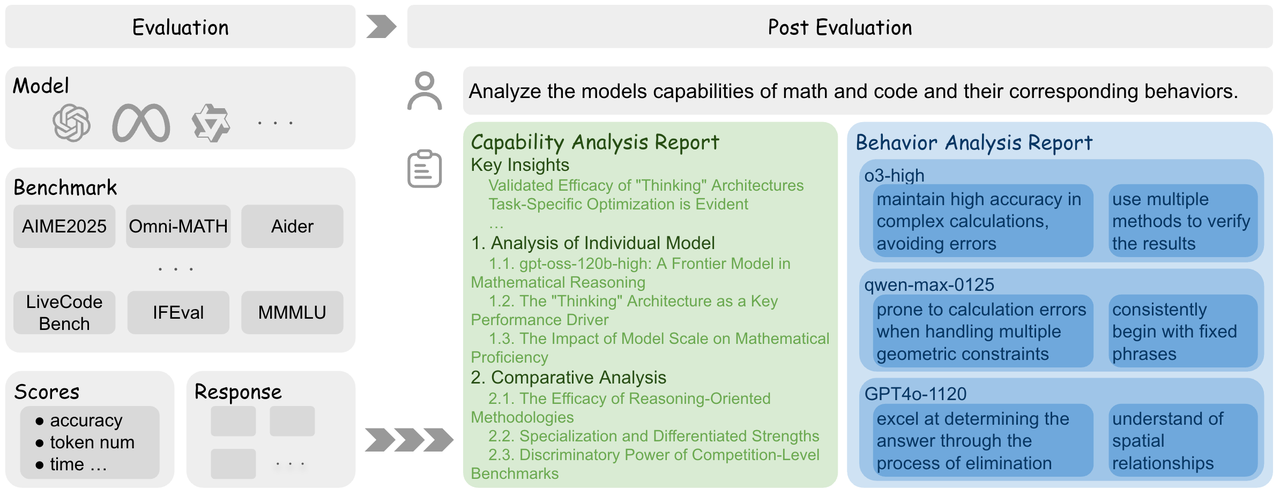 Evaluation
Post Evaluation
Model
. . .
Benchmark
AIME2025
Omni-MATH
Aider
. . .
LiveCode
Bench
IFEval
MMMLU
Scores
● accuracy
● token num
● time …
Response
. . .
Analyze the models capabilities of math and code and their corresponding behaviors.
Capability Analysis Report
Key Insights
Validated Efficacy of "Thinking" Architectures
Task-Specific Optimization is Evident
…
1. Analysis of Individual Model
1.1. gpt-oss-120b-high: A Frontier Model in
Mathematical Reasoning
1.2. The "Thinking" Architecture as a Key
Performance Driver
1.3. The Impact of Model Scale on Mathematical
Proficiency
2. Comparative Analysis
2.1. The Efficacy of Reasoning-Oriented
Methodologies
2.2. Specialization and Differentiated Strengths
2.3. Discriminatory Power of Competition-Level
Benchmarks
Behavior Analysis Report
o3-high
maintain high accuracy in
complex calculations,
avoiding errors
use multiple
methods to verify
the results
qwen-max-0125
prone to calculation errors
when handling multiple
geometric constraints
consistently
begin with fixed
phrases
GPT4o-1120
excel at determining the
answer through the
process of elimination
understand of
spatial
relationships